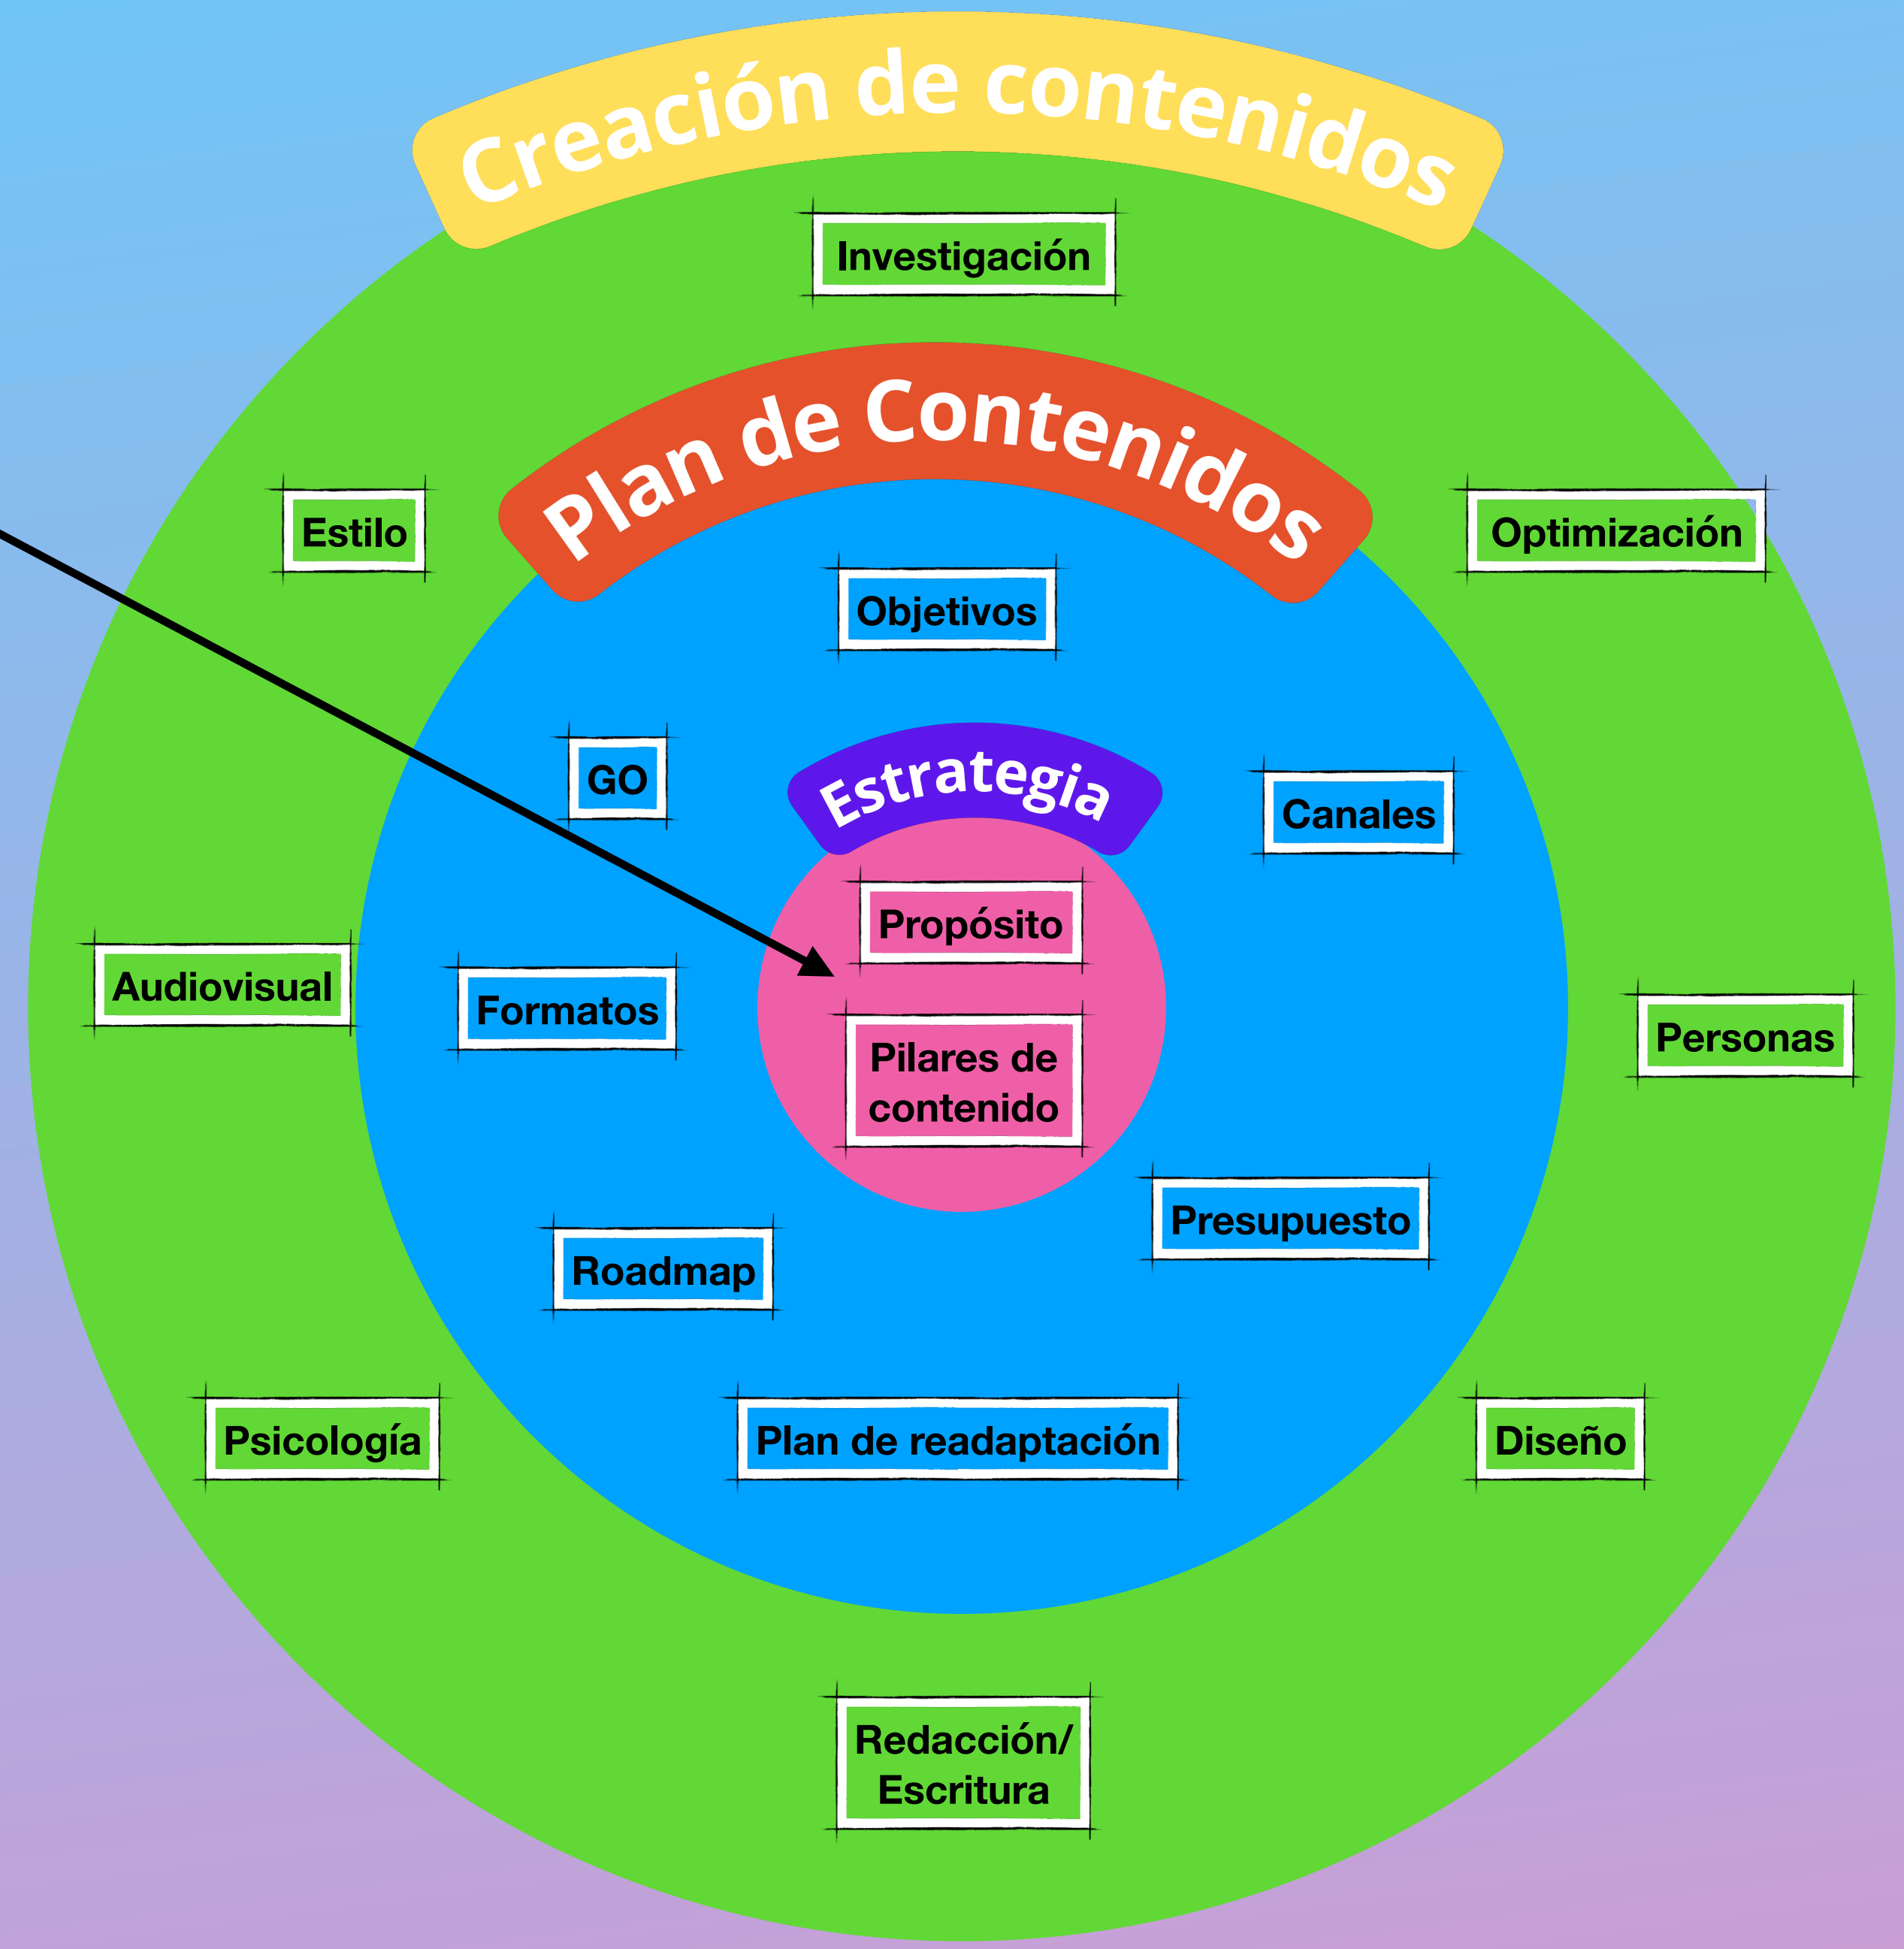 Creación de contenidos
Investigación
Plan de Contenidos
Estilo
Optimización
Objetivos
GO
Estrategia
Canales
Propósito
Audiovisual
Formatos
Personas
Pilares de
contenido
Presupuesto
Roadmap
Psicología
Plan de readaptación
Diseño
Redacción/
Escritura